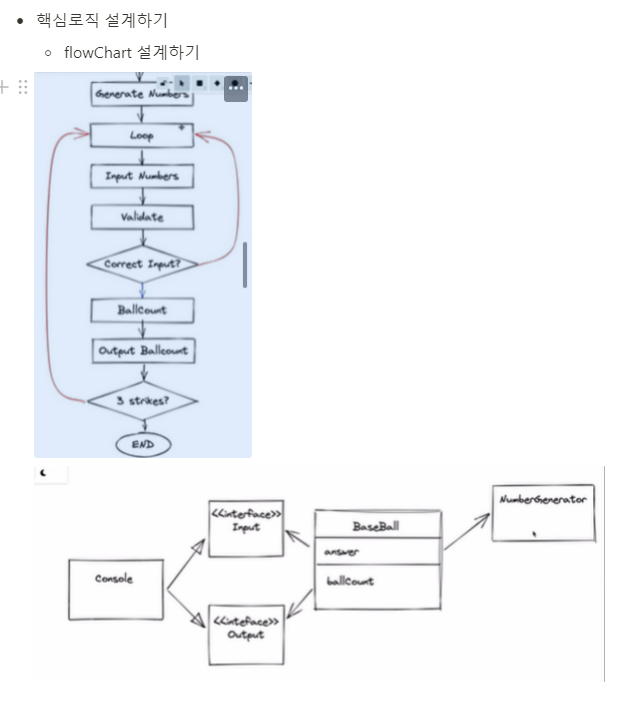 핵심로직 설계하기
flowChart 설계하기
Generate Numbers
Loop
Input Numbers
Validate
Correct Input?
BallCount
Output Ballcount
3 strikes?
END
<<interface>>
Input
BaseBall
answer
ballCount
NumberGenerator
Console
<<inteface>>
Output